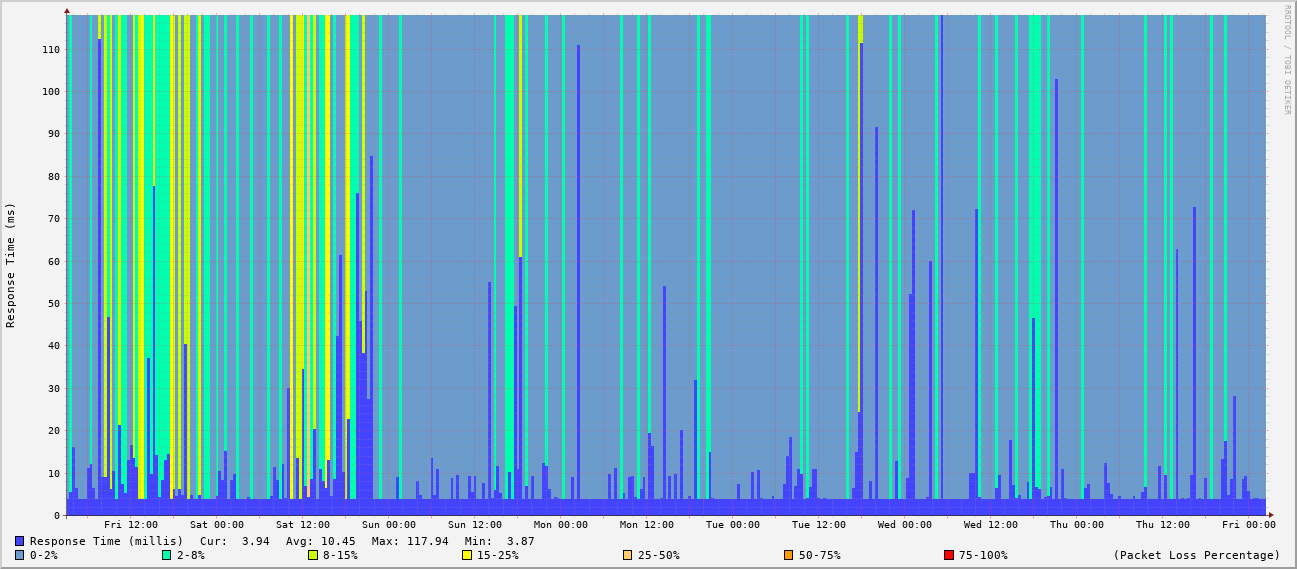 RRDTOOL / TOBI OETIKER
Response Time (ms)
110
100
90
80
70
60
50
40
30
20
10
0
Fri 12:00 Sat 00:00 Sat 12:00 Sun 00:00 Sun 12:00 Mon 00:00 Mon 12:00 Tue 00:00 Tue 12:00 Wed 00:00 Wed 12:00 Thu 00:00 Thu 12:00 Fri 00:00
Response Time (millis) Cur: 3.94 Avg: 10.45 Max: 117.94 Min: 3.87
0-2% 2-8% 8-15% 15-25% 25-50% 50-75% 75-100% (Packet Loss Percentage)